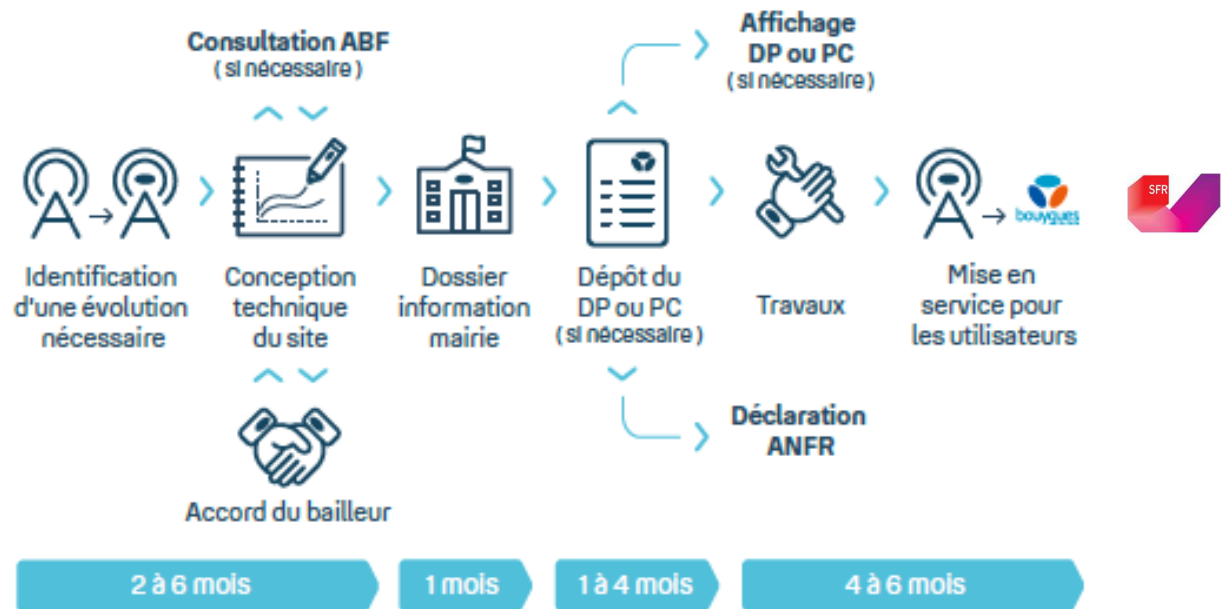 Consultation ABF
( si nécessaire )
Affichage
DP ou PC
( si nécessaire )
Identification
d'une évolution
nécessaire
Conception
technique
du site
Dossier
information
mairie
Dépôt du
DP ou PC
( si nécessaire )
Travaux
Mise en
service pour
les utilisateurs
bouygues
SFR
Accord du bailleur
Déclaration
ANFR
2 à 6 mois
1 mois
1 à 4 mois
4 à 6 mois